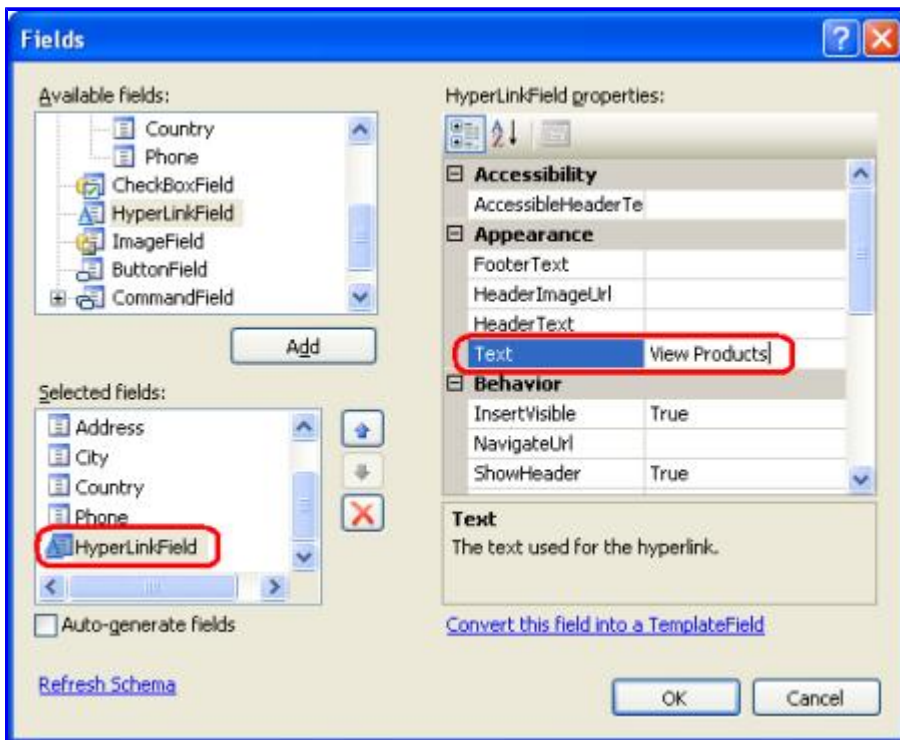 Fields
Available fields:
Country
Phone
CheckBoxField
HyperLinkField
ImageField
ButtonField
CommandField
Add
Selected fields:
Address
City
Country
Phone
HyperLinkField
Auto-generate fields
Refresh Schema
HyperLinkField properties:
Accessibility
AccessibleHeaderTe
Appearance
FooterText
HeaderImageUrl
HeaderText
Text View Products
Behavior
InsertVisible True
NavigateUrl
ShowHeader True
Text
The text used for the hyperlink.
Convert this field into a TemplateField
OK Cancel